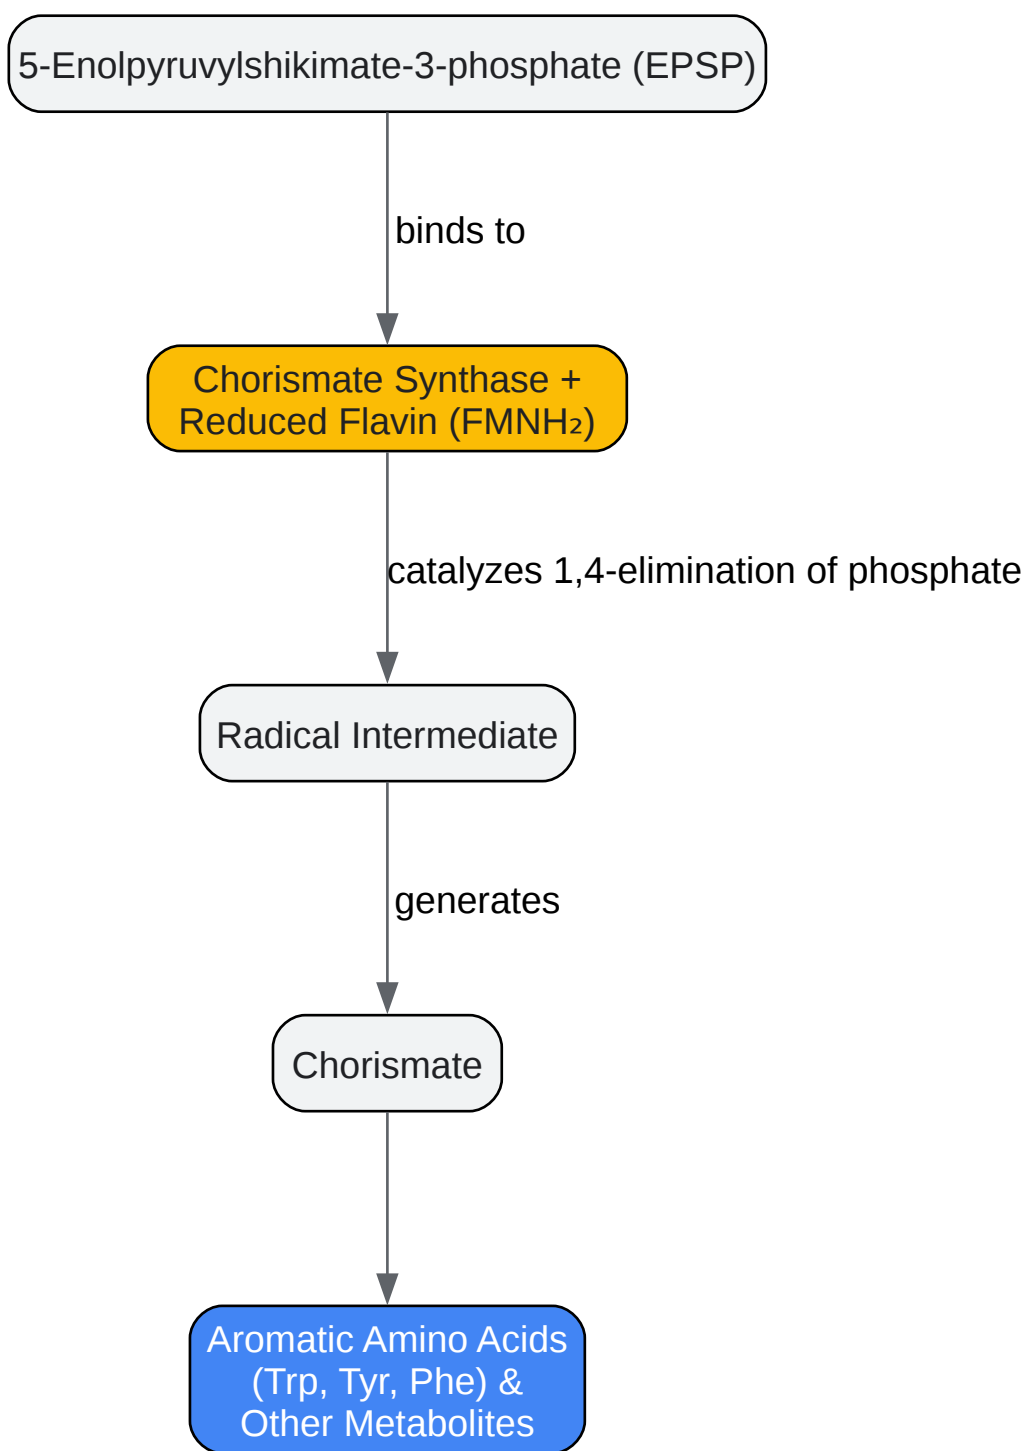 5-Enolpyruvylshikimate-3-phosphate (EPSP)
binds to
Chorismate Synthase +
Reduced Flavin (FMNH₂)
catalyzes 1,4-elimination of phosphate
Radical Intermediate
generates
Chorismate
Aromatic Amino Acids
(Trp, Tyr, Phe) &
Other Metabolites